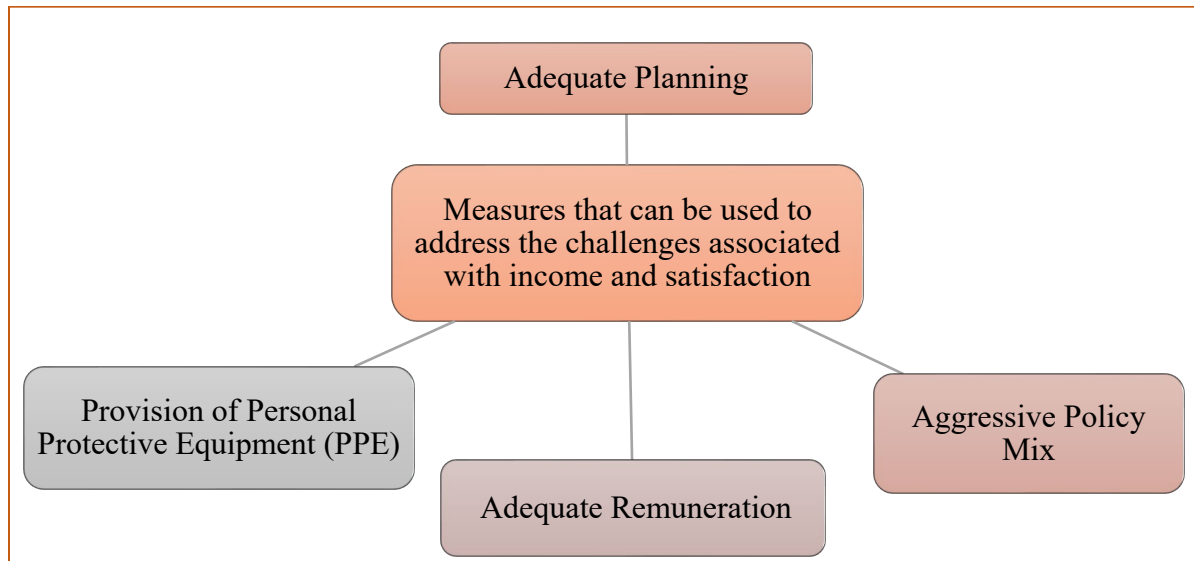 Adequate Planning
Measures that can be used to
address the challenges associated
with income and satisfaction
Provision of Personal
Protective Equipment (PPE)
Adequate Remuneration
Aggressive Policy
Mix